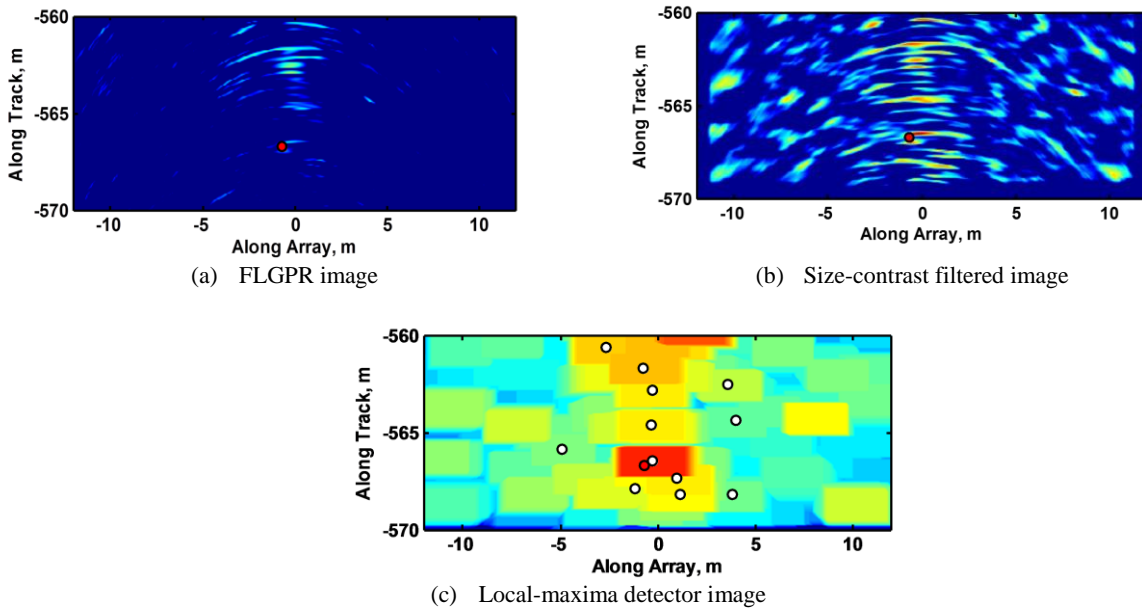 -560
-565
-570
Along Track, m
-10 -5 0 5 10
Along Array, m
(a) FLGPR image
-560
-565
-570
Along Track, m
-10 -5 0 5 10
Along Array, m
(b) Size-contrast filtered image
-560
-565
-570
Along Track, m
-10 -5 0 5 10
Along Array, m
(c) Local-maxima detector image